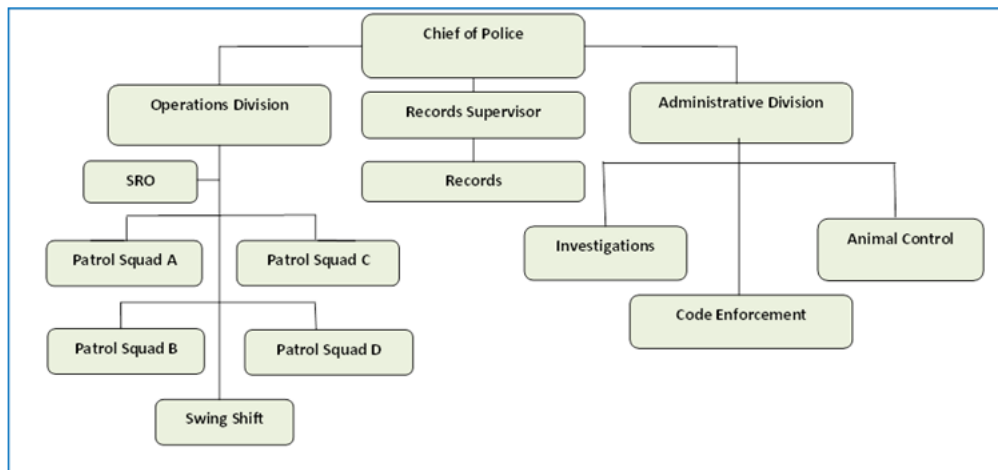 Chief of Police
Operations Division
Records Supervisor
Administrative Division
SRO
Records
Patrol Squad A
Patrol Squad C
Investigations
Animal Control
Patrol Squad B
Patrol Squad D
Code Enforcement
Swing Shift